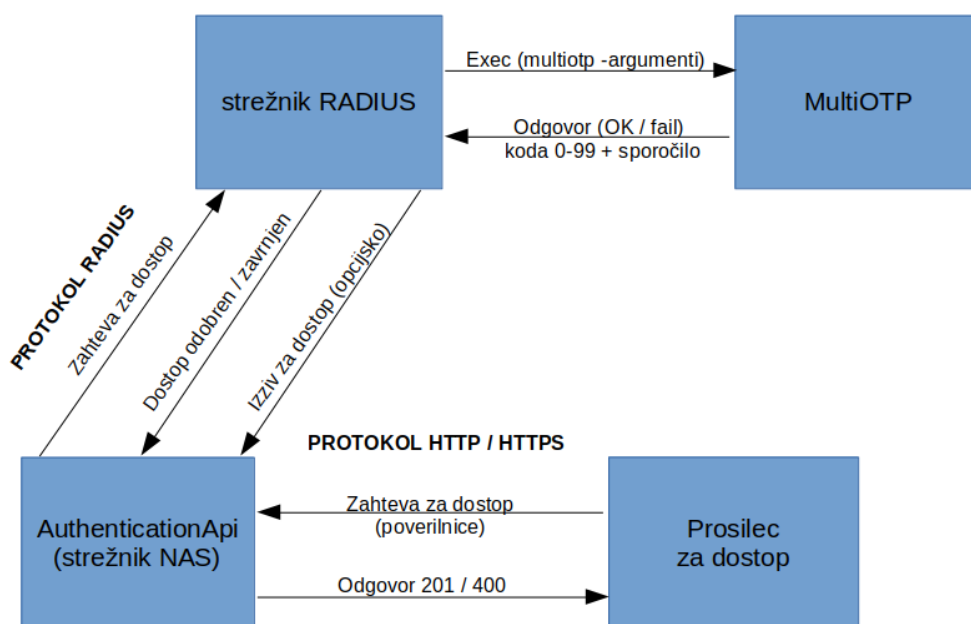 strežnik RADIUS
Exec (multiotp -argumenti)
MultiOTP
Odgovor (OK / fail)
koda 0-99 + sporočilo
PROTOKOL RADIUS
Zahteva za dostop
Dostop odobren / zavrnjen
Izziv za dostop (opcijsko)
PROTOKOL HTTP / HTTPS
AuthenticationApi
(strežnik NAS)
Zahteva za dostop
(poverilnice)
Odgovor 201 / 400
Prosilec
za dostop